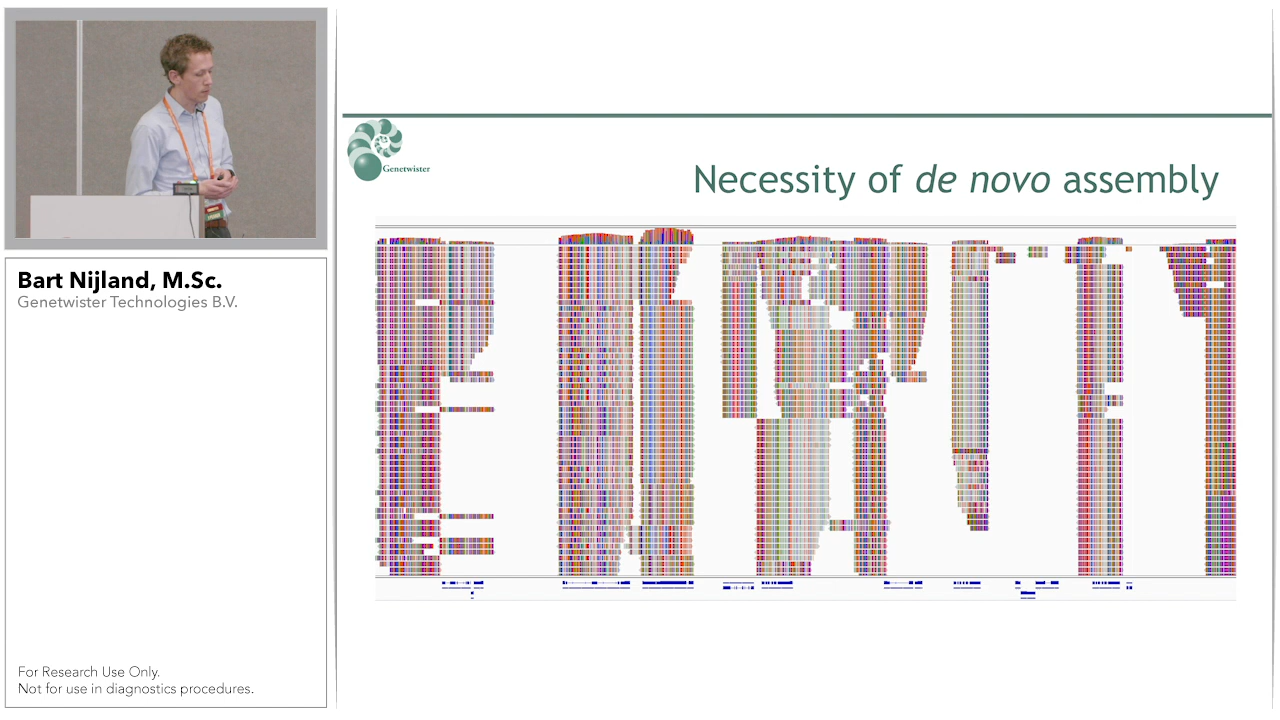 Bart Nijland, M.Sc.
Genetwister Technologies B.V.
For Research Use Only.
Not for use in diagnostics procedures.
Genetwister
Necessity of de novo assembly